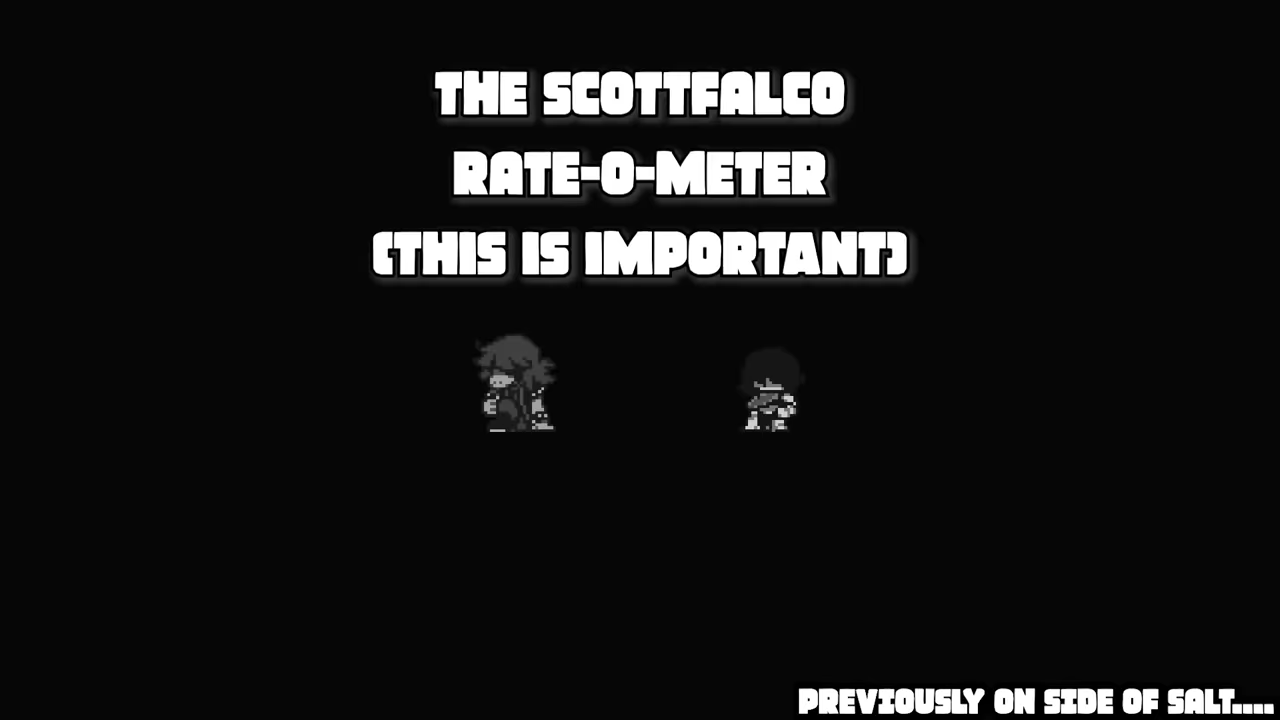 THE SCOTTFALCO
RATE-O-METER
(THIS IS IMPORTANT)
PREVIOUSLY ON SIDE OF SALT....